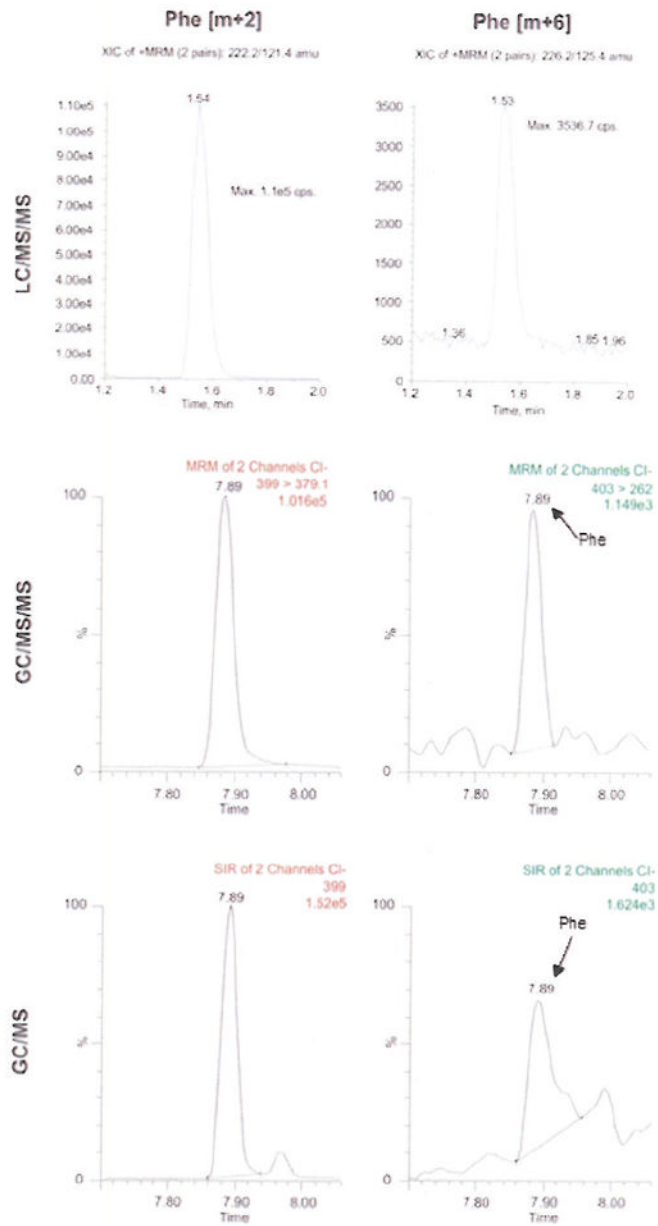 Phe [m+2]
Phe [m+6]
XIC of +MRM (2 pairs): 222.2/121.4 amu
XIC of +MRM (2 pairs): 226.2/125.4 amu
LC/MS/MS
1.54
Max. 1.1e5 cps.
1.10e5
1.00e5
9.00e4
8.00e4
7.00e4
6.00e4
5.00e4
4.00e4
3.00e4
2.00e4
1.00e4
0.00
1.2 1.4 1.6 1.8 2.0
Time, min
1.53
Max. 3536.7 cps.
3500
3000
2500
2000
1500
1000
500
0
1.36
1.85 1.96
1.2 1.4 1.6 1.8 2.0
Time, min
GC/MS/MS
MRM of 2 Channels CI-
399 > 379.1
1.016e5
7.89
100
%
0
7.80 7.90 8.00
Time
MRM of 2 Channels CI-
403 > 262
1.149e3
7.89
Phe
100
%
0
7.80 7.90 8.00
Time
GC/MS
SIR of 2 Channels CI-
399
1.52e5
7.89
100
%
0
7.80 7.90 8.00
Time
SIR of 2 Channels CI-
403
1.624e3
Phe
7.89
100
%
0
7.80 7.90 8.00
Time